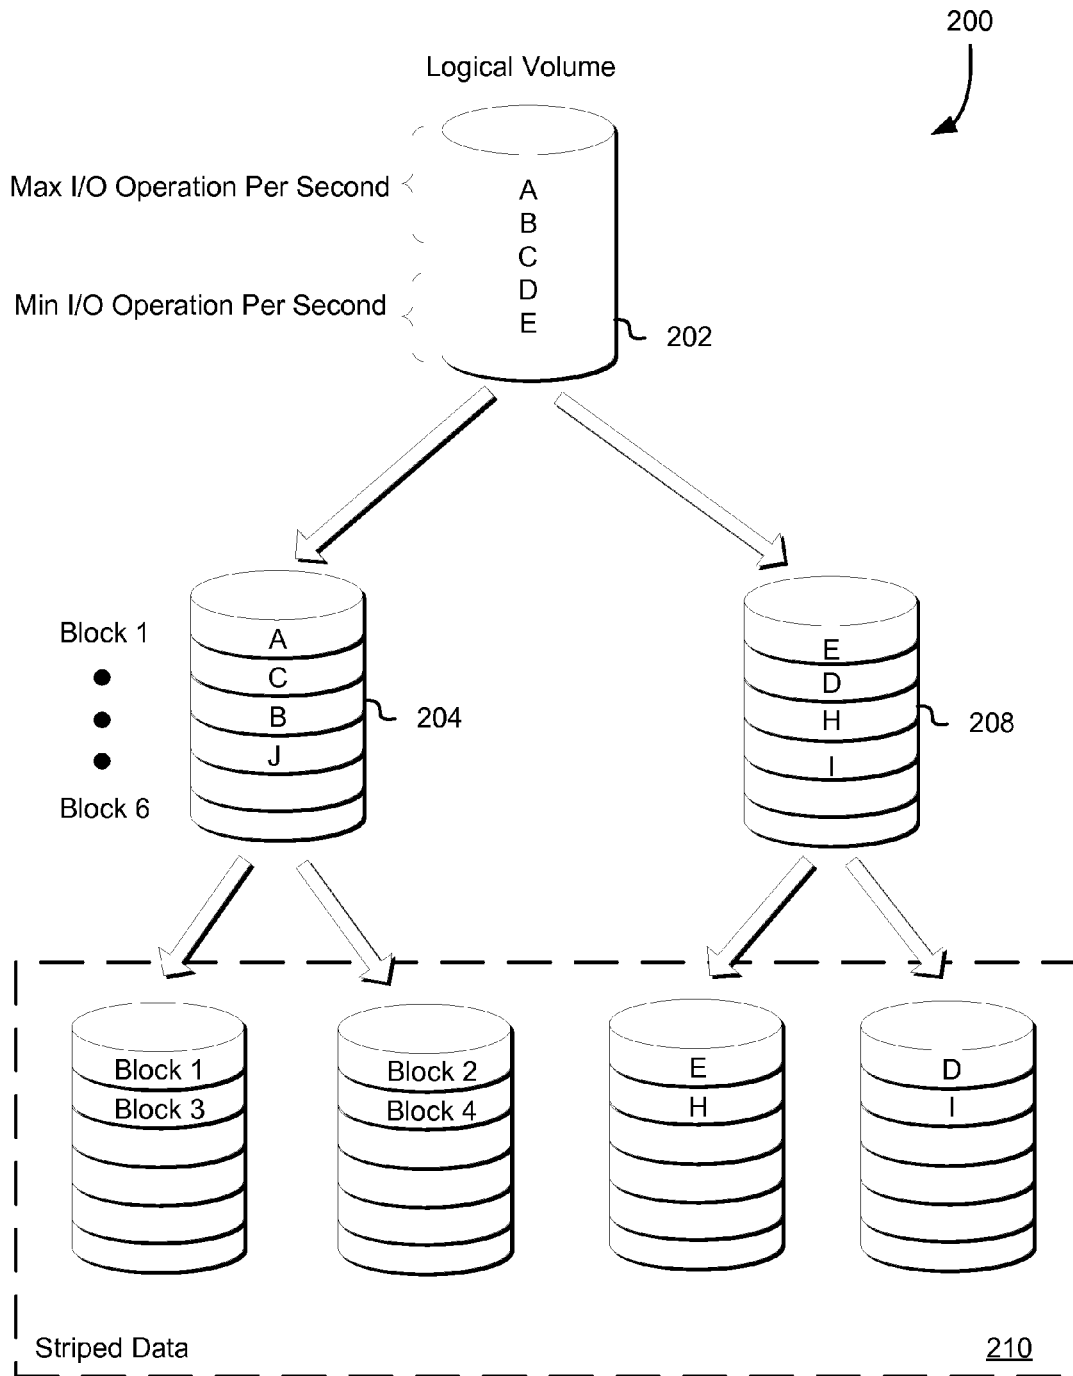 200
Logical Volume
Max I/O Operation Per Second
A
B
C
Min I/O Operation Per Second
D
E
202
Block 1
A
E
C
D
B
204
H
208
J
I
Block 6
Block 1
Block 2
E
D
Block 3
Block 4
H
I
Striped Data
210